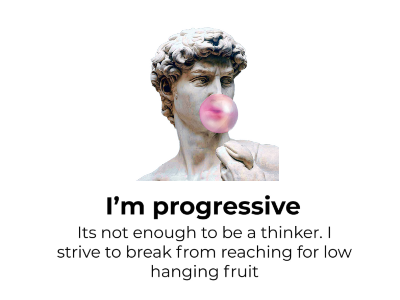 I’m progressive
Its not enough to be a thinker. I
strive to break from reaching for low
hanging fruit